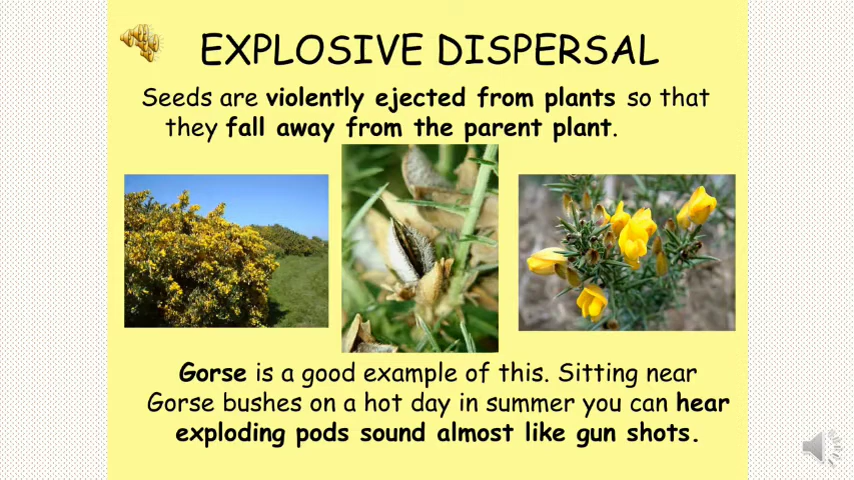 EXPLOSIVE DISPERSAL
Seeds are violently ejected from plants so that
they fall away from the parent plant.
Gorse is a good example of this. Sitting near
Gorse bushes on a hot day in summer you can hear
exploding pods sound almost like gun shots.